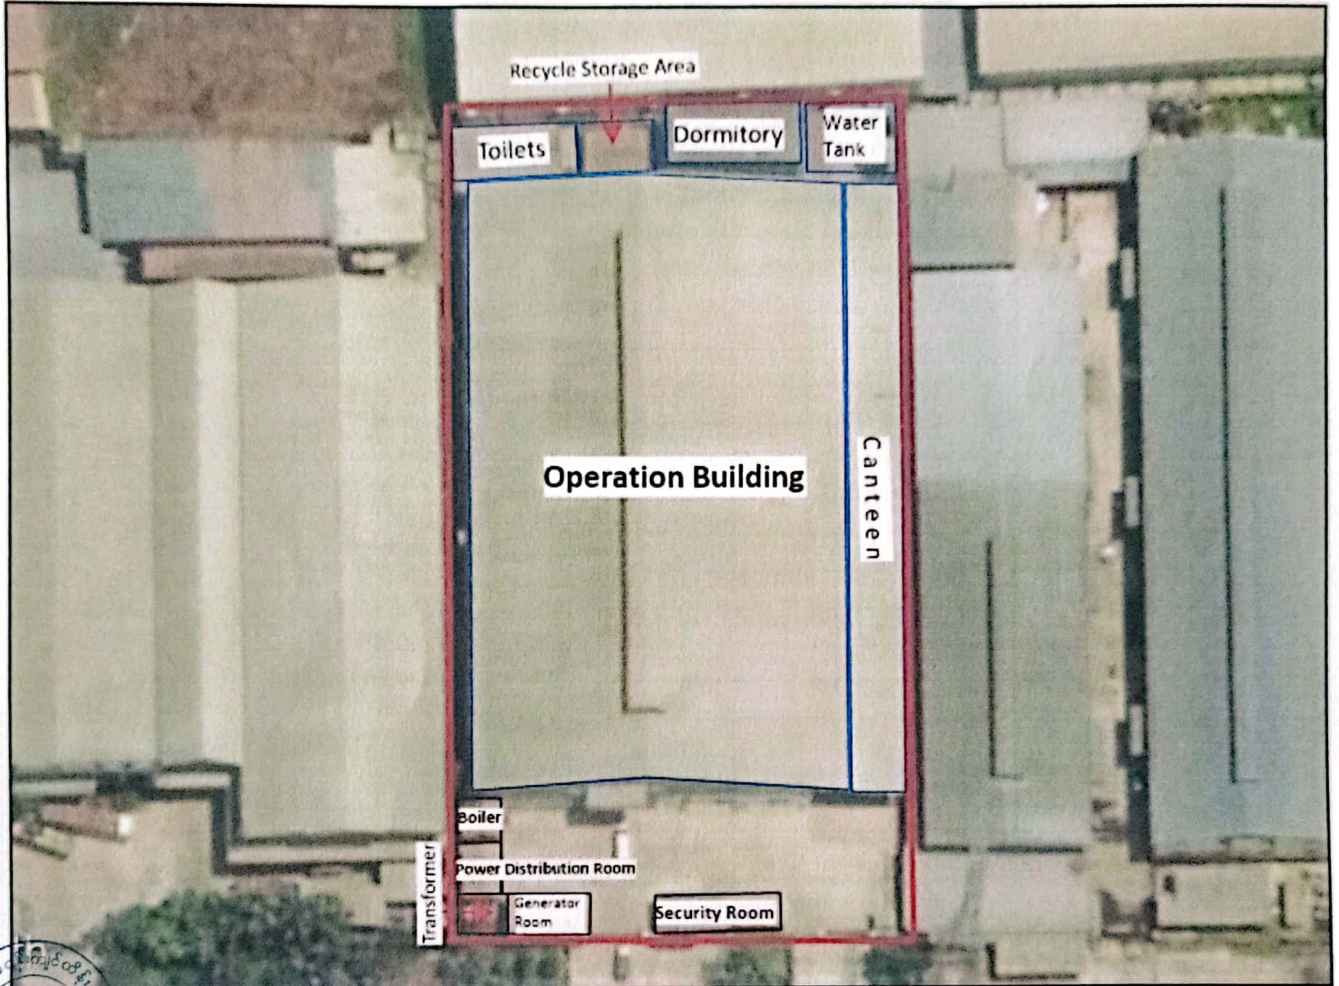 Recycle Storage Area
Toilets
Dormitory
Water
Tank
Operation Building
Canteen
Boiler
Power Distribution Room
Transformer
Generator
Room
Security Room